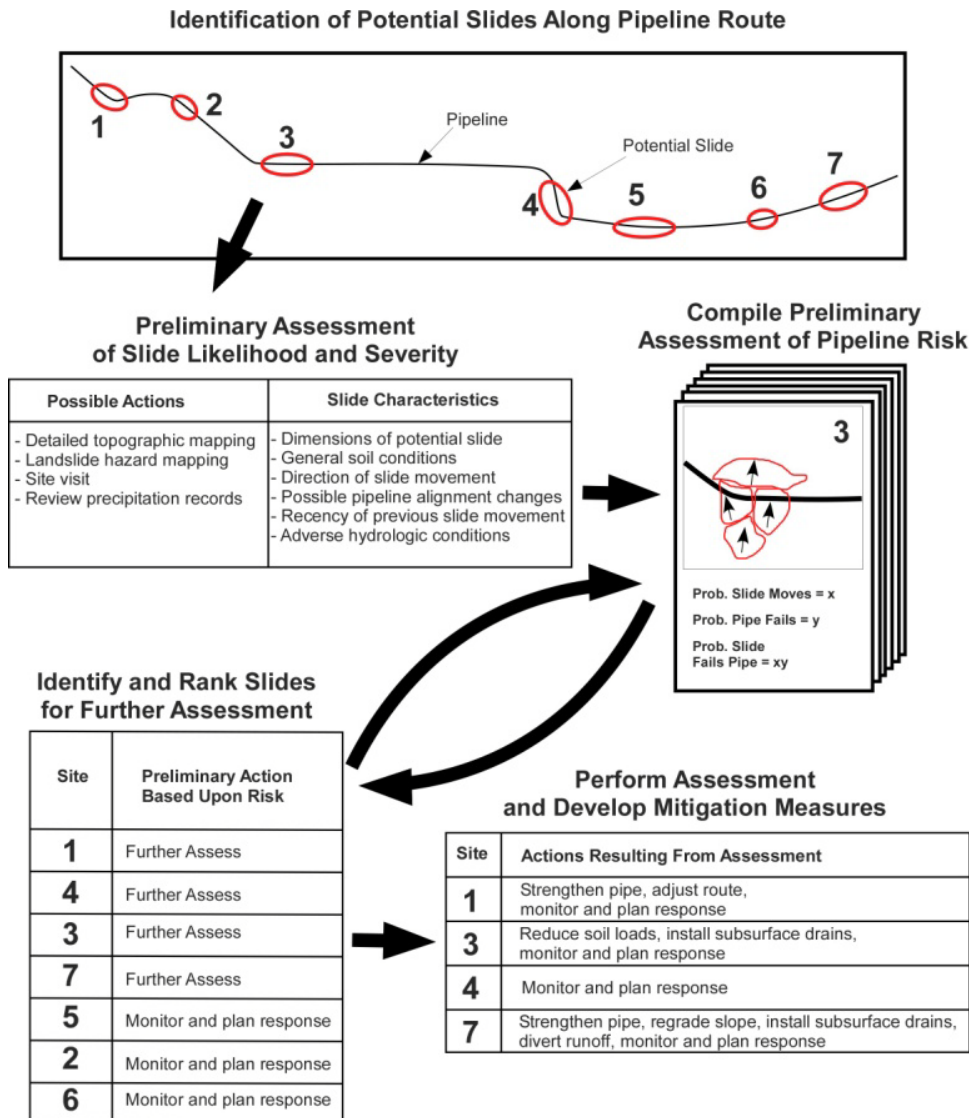 Identification of Potential Slides Along Pipeline Route
1
2
3
Pipeline
Potential Slide
4
5
6
7
Preliminary Assessment
of Slide Likelihood and Severity
Possible Actions
- Detailed topographic mapping
- Landslide hazard mapping
- Site visit
- Review precipitation records
Slide Characteristics
- Dimensions of potential slide
- General soil conditions
- Direction of slide movement
- Possible pipeline alignment changes
- Recency of previous slide movement
- Adverse hydrologic conditions
Compile Preliminary
Assessment of Pipeline Risk
3
Prob. Slide Moves = x
Prob. Pipe Fails = y
Prob. Slide
Fails Pipe = xy
Identify and Rank Slides
for Further Assessment
Site
Preliminary Action
Based Upon Risk
1 Further Assess
4 Further Assess
3 Further Assess
7 Further Assess
5 Monitor and plan response
2 Monitor and plan response
6 Monitor and plan response
Perform Assessment
and Develop Mitigation Measures
Site Actions Resulting From Assessment
1 Strengthen pipe, adjust route,
monitor and plan response
3 Reduce soil loads, install subsurface drains,
monitor and plan response
4 Monitor and plan response
7 Strengthen pipe, regrade slope, install subsurface drains,
divert runoff, monitor and plan response